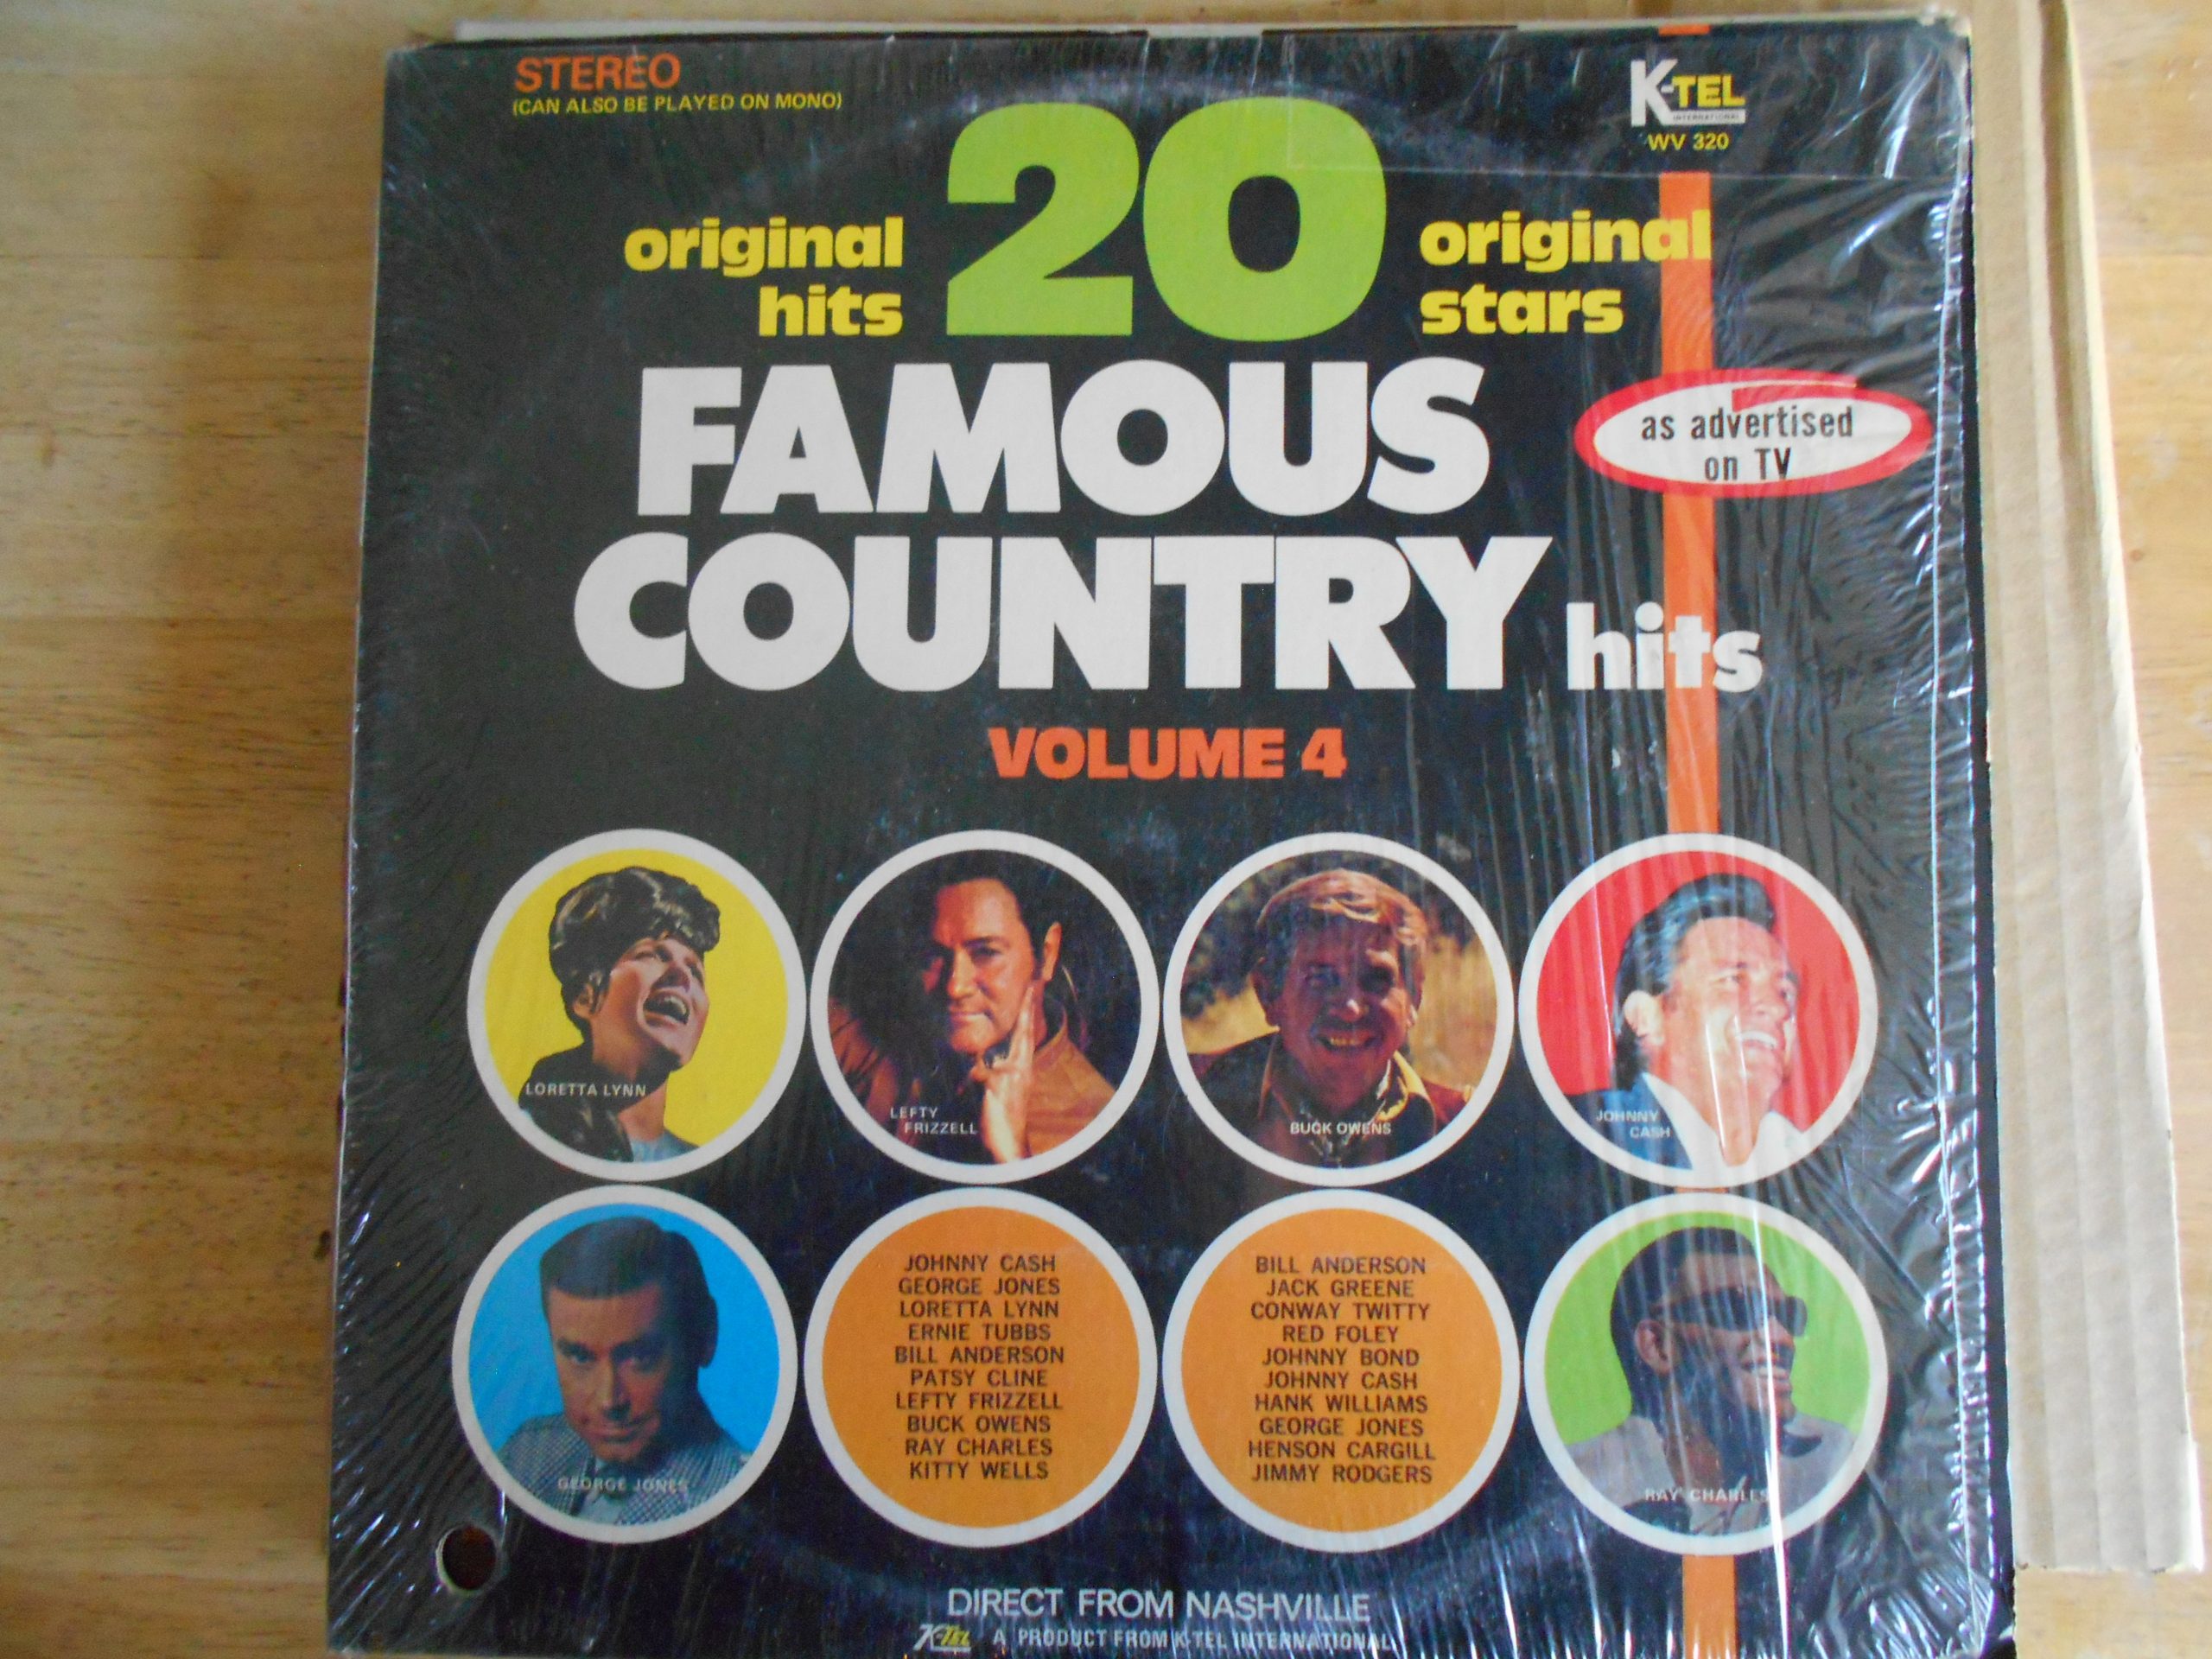 STEREO
(CAN ALSO BE PLAYED ON MONO)
K-TEL
INTERNATIONAL
WV 320
original
hits
20
original
stars
FAMOUS
COUNTRY hits
as advertised
on TV
VOLUME 4
LORETTA LYNN
LEFTY
FRIZZELL
BUCK OWENS
JOHNNY
CASH
GEORGE JONES
JOHNNY CASH
GEORGE JONES
LORETTA LYNN
ERNIE TUBBS
BILL ANDERSON
PATSY CLINE
LEFTY FRIZZELL
BUCK OWENS
RAY CHARLES
KITTY WELLS
BILL ANDERSON
JACK GREENE
CONWAY TWITTY
RED FOLEY
JOHNNY BOND
JOHNNY CASH
HANK WILLIAMS
GEORGE JONES
HENSON CARGILL
JIMMY RODGERS
RAY CHARLES
DIRECT FROM NASHVILLE
K-TEL A PRODUCT FROM K-TEL INTERNATIONAL